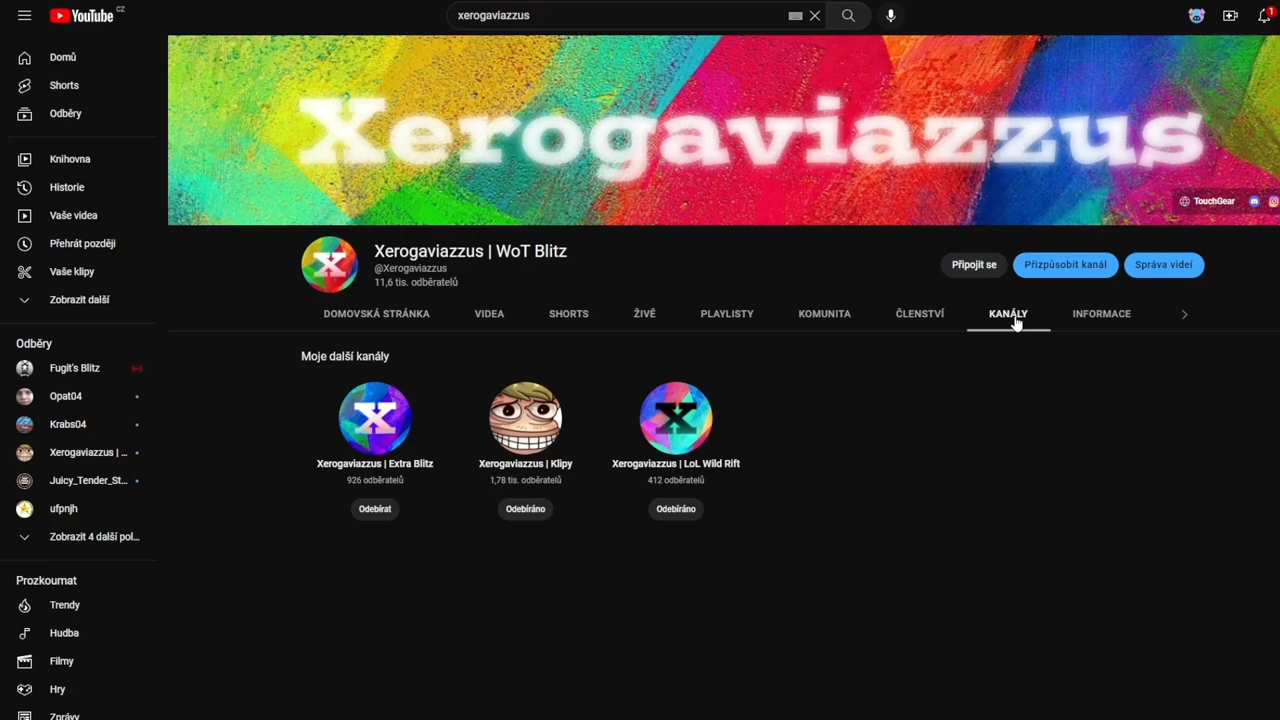 YouTube CZ
xerogaviazzus
1
Domů
Shorts
Odběry
Knihovna
Historie
Vaše videa
Přehrát později
Vaše klipy
Zobrazit další
Odběry
Fugit's Blitz
Opat04
Krabs04
Xerogaviazzus | ...
Juicy_Tender_St...
ufpnjh
Zobrazit 4 další pol...
Prozkoumat
Trendy
Hudba
Filmy
Hry
Zprávy
Xerogaviazzus
TouchGear
X
Xerogaviazzus | WoT Blitz
@Xerogaviazzus
11,6 tis. odběratelů
Připojit se
Přizpůsobit kanál
Správa videí
DOMOVSKÁ STRÁNKA VIDEA SHORTS ŽIVĚ PLAYLISTY KOMUNITA ČLENSTVÍ KANÁLY INFORMACE
Moje další kanály
X
Xerogaviazzus | Extra Blitz
926 odběratelů
Odebírat
Xerogaviazzus | Klipy
1,78 tis. odběratelů
Odebíráno
X
Xerogaviazzus | LoL Wild Rift
412 odběratelů
Odebíráno